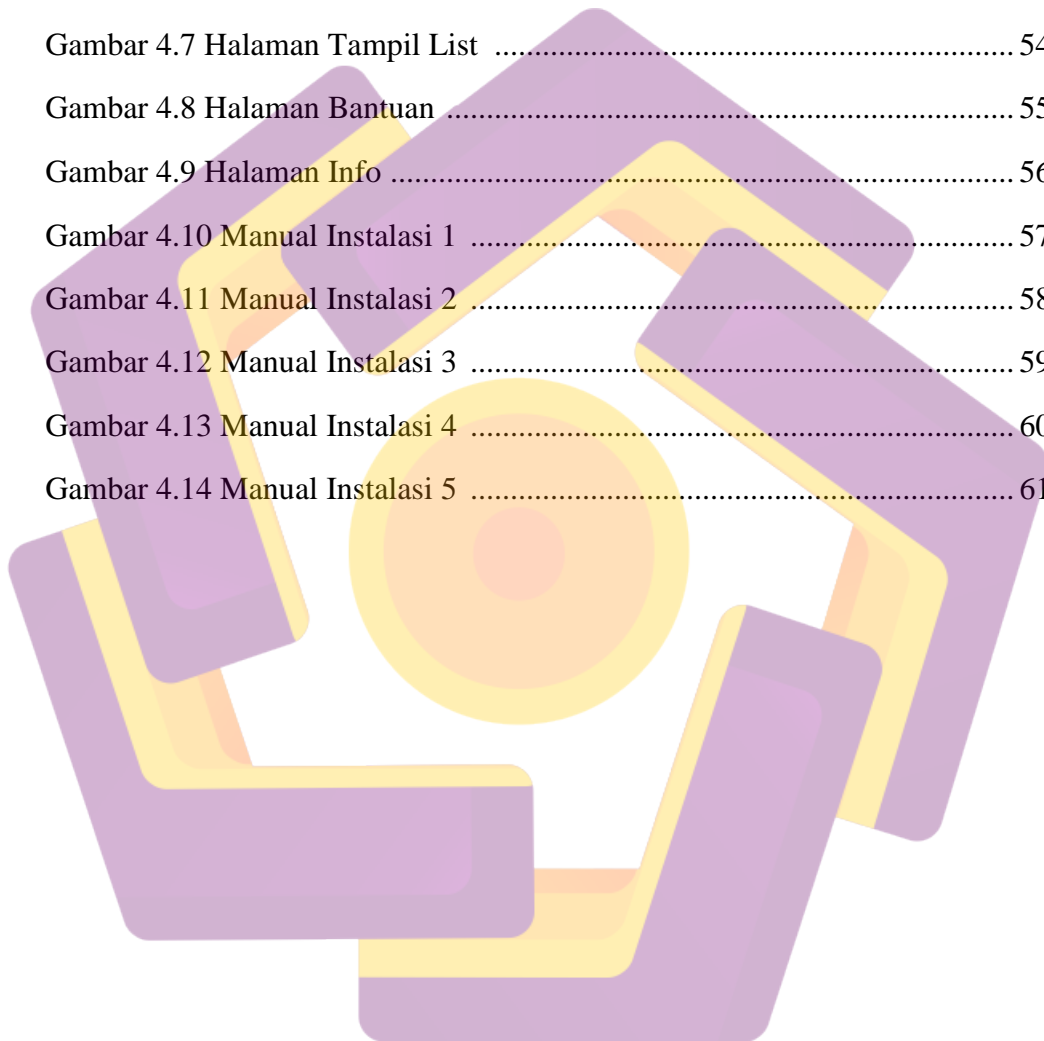 Gambar 4.7 Halaman Tampil List ................................................................. 54
Gambar 4.8 Halaman Bantuan ....................................................................... 55
Gambar 4.9 Halaman Info .............................................................................. 56
Gambar 4.10 Manual Instalasi 1 .................................................................... 57
Gambar 4.11 Manual Instalasi 2 .................................................................... 58
Gambar 4.12 Manual Instalasi 3 .................................................................... 59
Gambar 4.13 Manual Instalasi 4 .................................................................... 60
Gambar 4.14 Manual Instalasi 5 .................................................................... 61